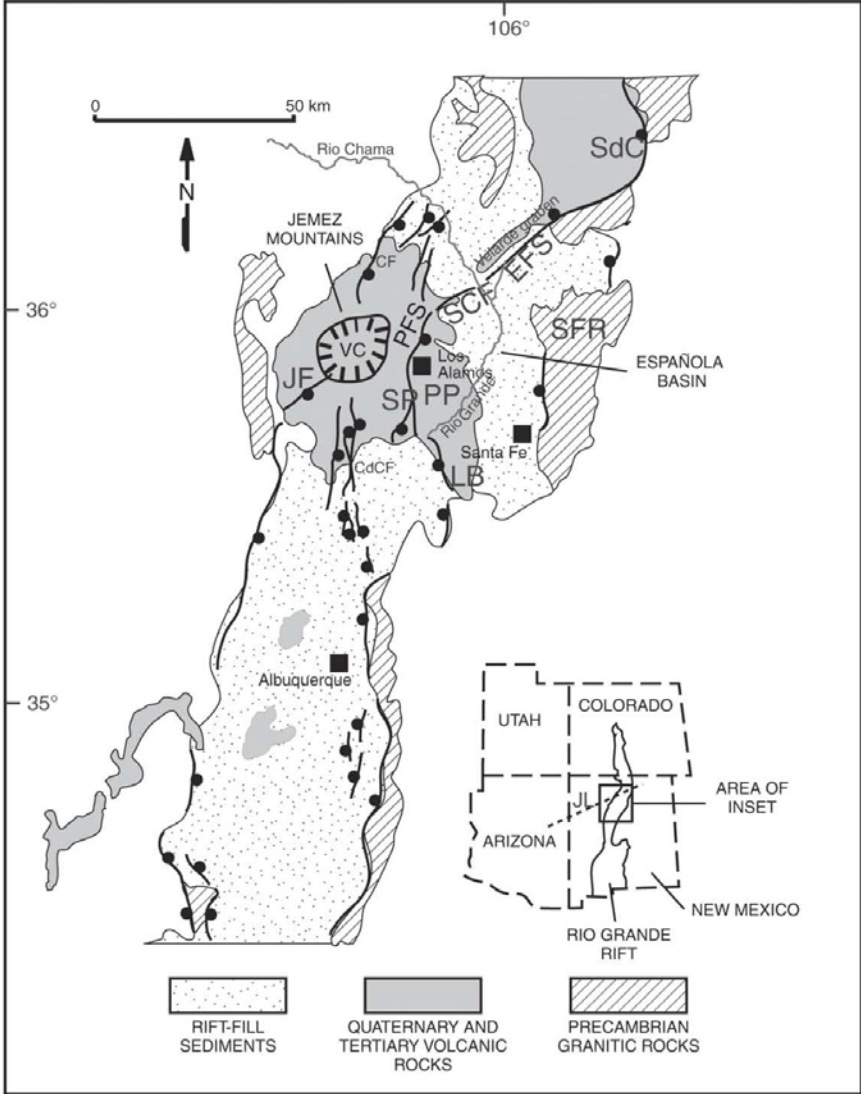 106°
0
50 km
Rio Chama
SdC
N
JEMEZ
MOUNTAINS
Velarde graben
EFS
CF
SCF
36°
PFS
SFR
VC
Los
Alamos
ESPAÑOLA
BASIN
JF
SP
PP
Rio Grande
Santa Fe
CdCF
LB
Albuquerque
35°
UTAH
COLORADO
JL
AREA OF
INSET
ARIZONA
NEW MEXICO
RIO GRANDE
RIFT
RIFT-FILL
SEDIMENTS
QUATERNARY AND
TERTIARY VOLCANIC
ROCKS
PRECAMBRIAN
GRANITIC ROCKS